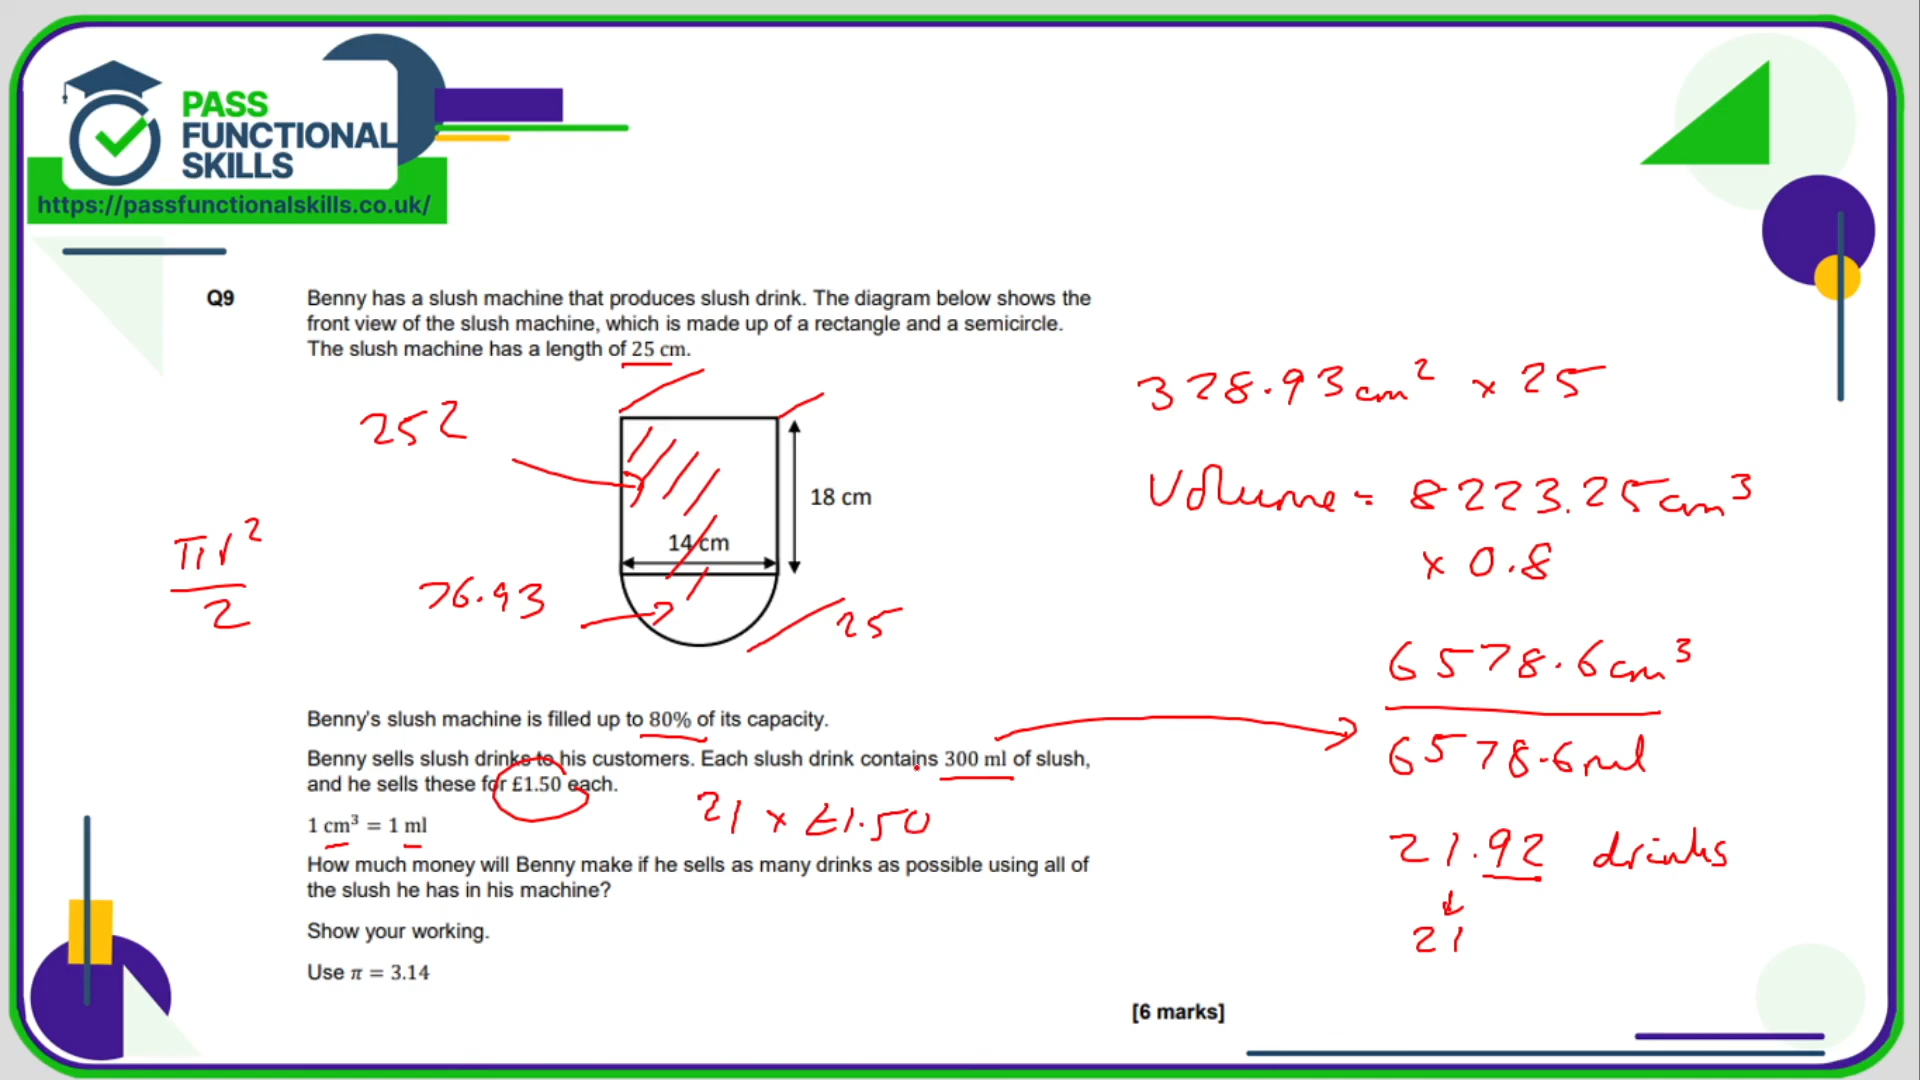 PASS
FUNCTIONAL
SKILLS
https://passfunctionalskills.co.uk/
Q9
Benny has a slush machine that produces slush drink. The diagram below shows the
front view of the slush machine, which is made up of a rectangle and a semicircle.
The slush machine has a length of 25 cm.
252
18 cm
14 cm
πr²
2
76.93
25
Benny's slush machine is filled up to 80% of its capacity.
Benny sells slush drinks to his customers. Each slush drink contains 300 ml of slush,
and he sells these for £1.50 each.
21 × £1.50
1 cm³ = 1 ml
How much money will Benny make if he sells as many drinks as possible using all of
the slush he has in his machine?
Show your working.
Use π = 3.14
[6 marks]
328.93cm² × 25
Volume = 8223.25cm³
× 0.8
6578.6cm³
6578.6ml
21.92 drinks
21